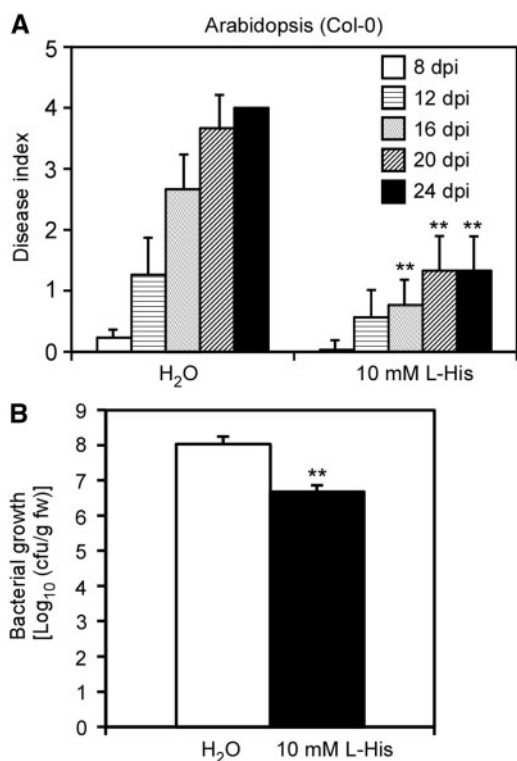 A
Arabidopsis (Col-0)
Disease index
5
4
3
2
1
0
8 dpi
12 dpi
16 dpi
20 dpi
24 dpi
**
**
**
H₂O
10 mM L-His
B
Bacterial growth
[Log₁₀ (cfu/g fw)]
9
8
7
6
5
4
3
2
1
0
**
H₂O
10 mM L-His